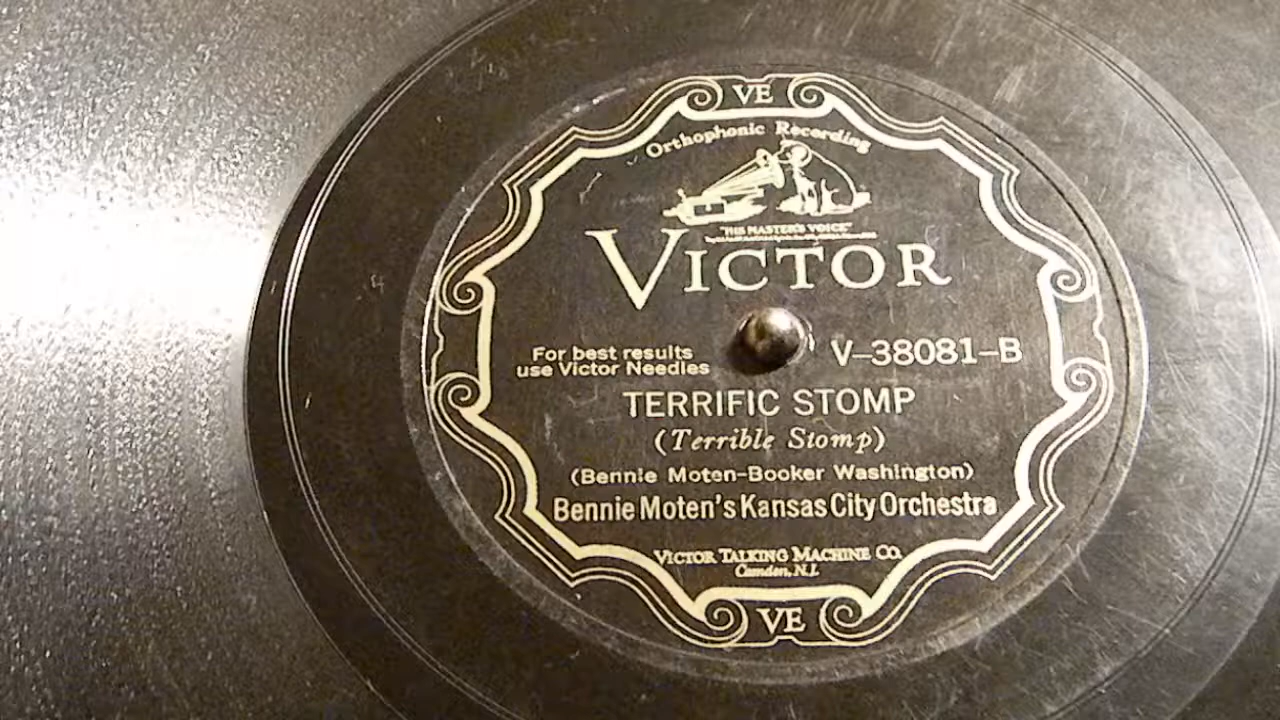 VE
Orthophonic Recording
"HIS MASTER'S VOICE"
VICTOR
For best results
use Victor Needles
V-38081-B
TERRIFIC STOMP
(Terrible Stomp)
(Bennie Moten-Booker Washington)
Bennie Moten's Kansas City Orchestra
VICTOR TALKING MACHINE CO.
Camden, N.J.
VE